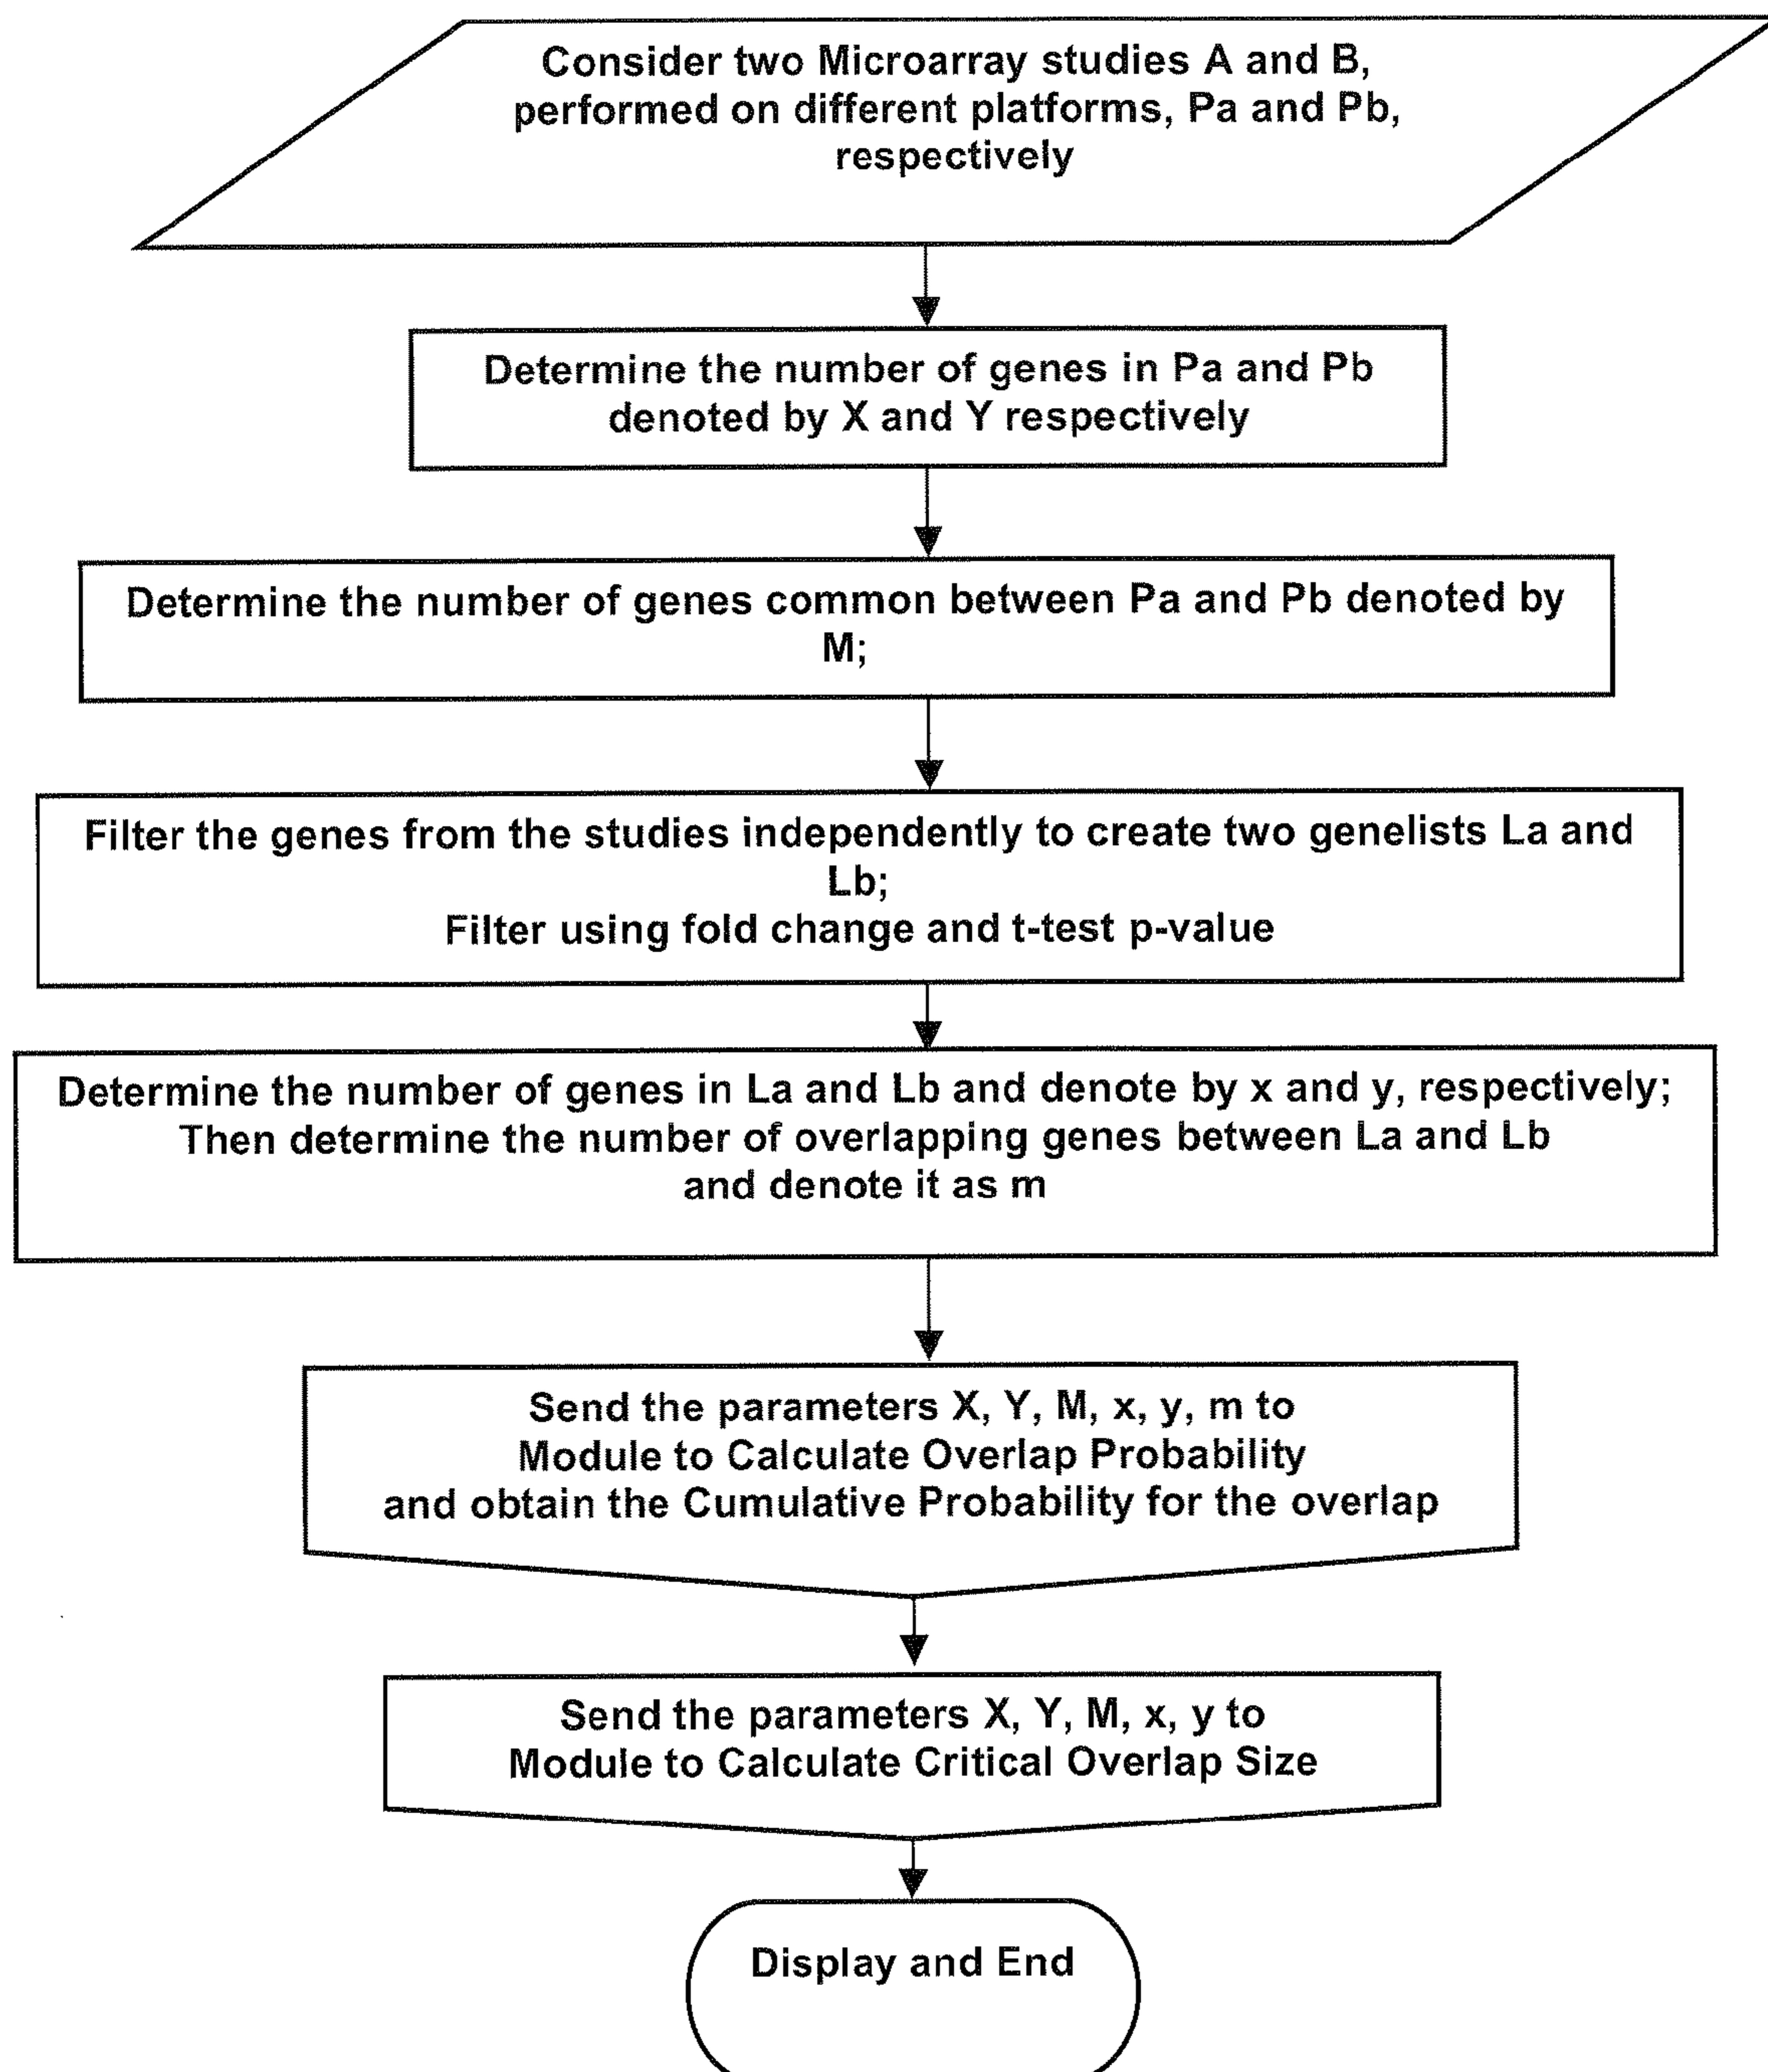 Consider two Microarray studies A and B,
performed on different platforms, Pa and Pb,
respectively
Determine the number of genes in Pa and Pb
denoted by X and Y respectively
Determine the number of genes common between Pa and Pb denoted by
M;
Filter the genes from the studies independently to create two genelists La and
Lb;
Filter using fold change and t-test p-value
Determine the number of genes in La and Lb and denote by x and y, respectively;
Then determine the number of overlapping genes between La and Lb
and denote it as m
Send the parameters X, Y, M, x, y, m to
Module to Calculate Overlap Probability
and obtain the Cumulative Probability for the overlap
Send the parameters X, Y, M, x, y to
Module to Calculate Critical Overlap Size
Display and End